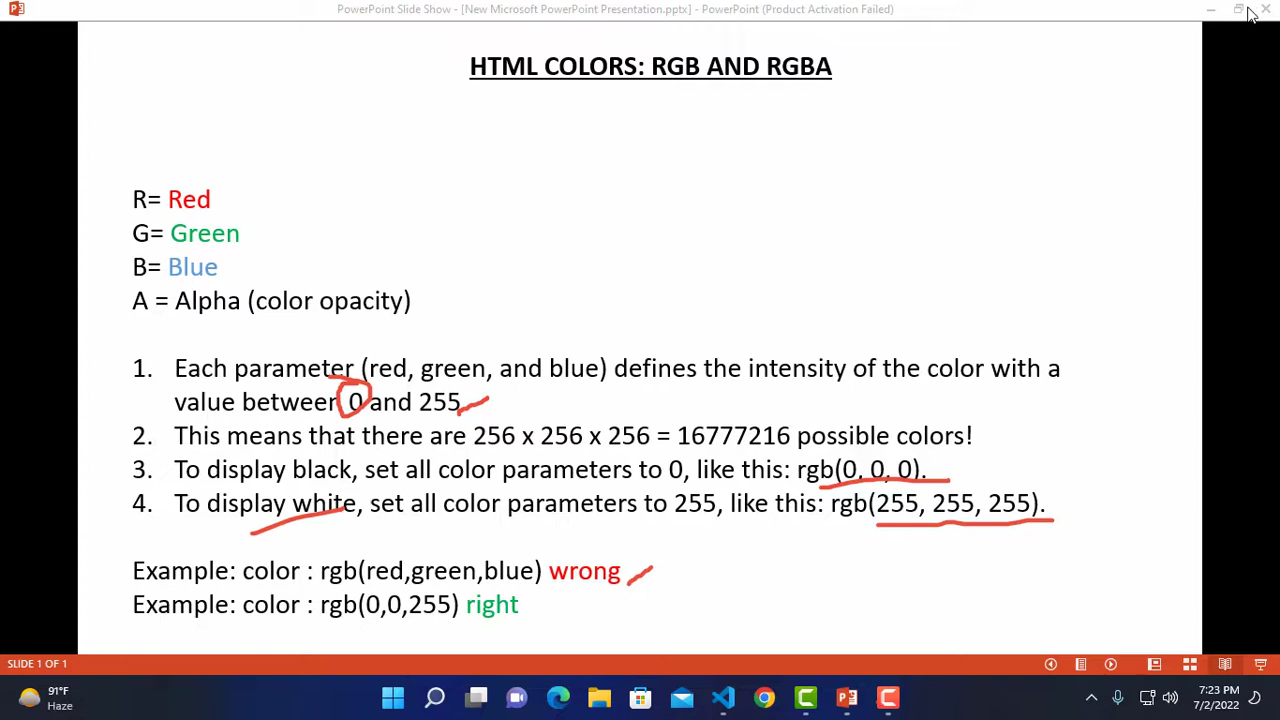 PowerPoint Slide Show - [New Microsoft PowerPoint Presentation.pptx] - PowerPoint (Product Activation Failed)
HTML COLORS: RGB AND RGBA
R= Red
G= Green
B= Blue
A = Alpha (color opacity)
1. Each parameter (red, green, and blue) defines the intensity of the color with a
value between 0 and 255
2. This means that there are 256 x 256 x 256 = 16777216 possible colors!
3. To display black, set all color parameters to 0, like this: rgb(0, 0, 0).
4. To display white, set all color parameters to 255, like this: rgb(255, 255, 255).
Example: color : rgb(red,green,blue) wrong
Example: color : rgb(0,0,255) right
SLIDE 1 OF 1
91°F
Haze
7:23 PM
7/2/2022